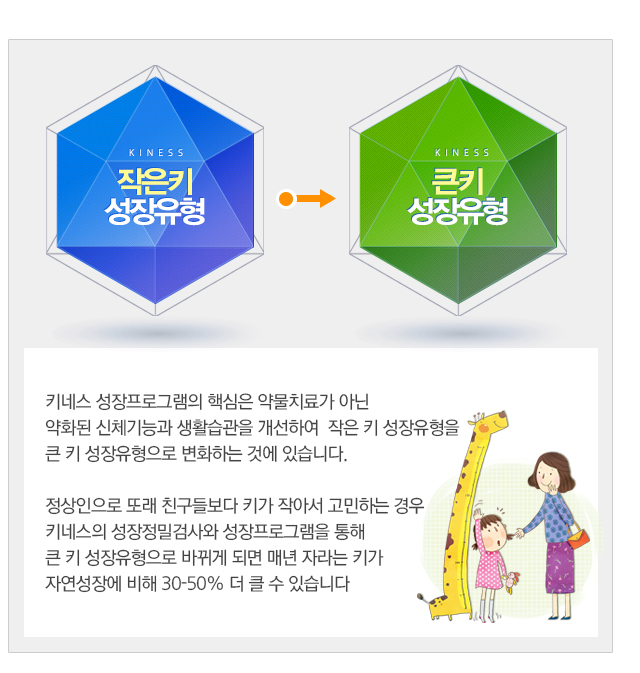 KINESS
작은키
성장유형
KINESS
큰키
성장유형
키네스 성장프로그램의 핵심은 약물치료가 아닌
약화된 신체기능과 생활습관을 개선하여 작은 키 성장유형을
큰 키 성장유형으로 변화하는 것에 있습니다.
정상인으로 또래 친구들보다 키가 작아서 고민하는 경우
키네스의 성장정밀검사와 성장프로그램을 통해
큰 키 성장유형으로 바뀌게 되면 매년 자라는 키가
자연성장에 비해 30-50% 더 클 수 있습니다